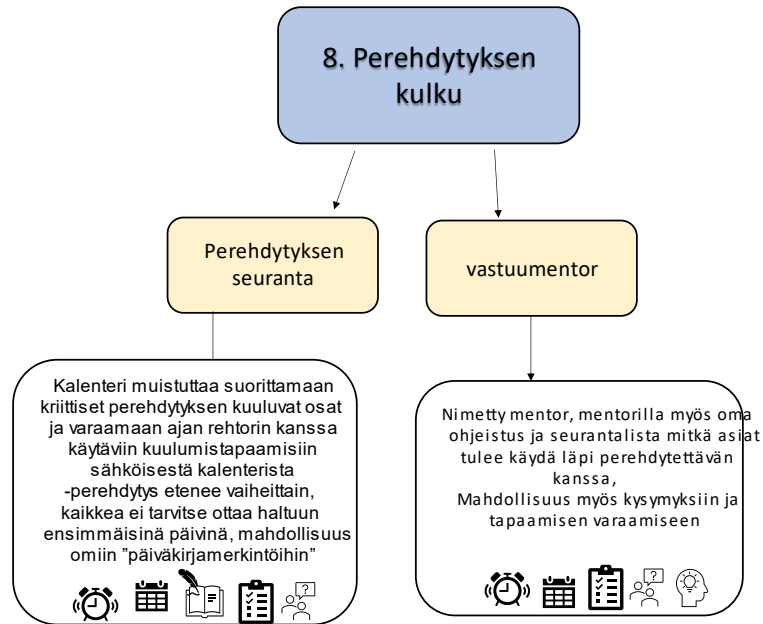 8. Perehdytyksen
kulku
Perehdytyksen
seuranta
vastuumentor
Kalenteri muistuttaa suorittamaan
kriittiset perehdytyksen kuuluvat osat
ja varaamaan ajan rehtorin kanssa
käytäviin kuulumistapaamisiin
sähköisestä kalenterista
-perehdytys etenee vaiheittain,
kaikkea ei tarvitse ottaa haltuun
ensimmäisinä päivinä, mahdollisuus
omiin ”päiväkirjamerkintöihin”
Nimetty mentor, mentorilla myös oma
ohjeistus ja seurantalista mitkä asiat
tulee käydä läpi perehdytettävän
kanssa,
Mahdollisuus myös kysymyksiin ja
tapaamisen varaamiseen